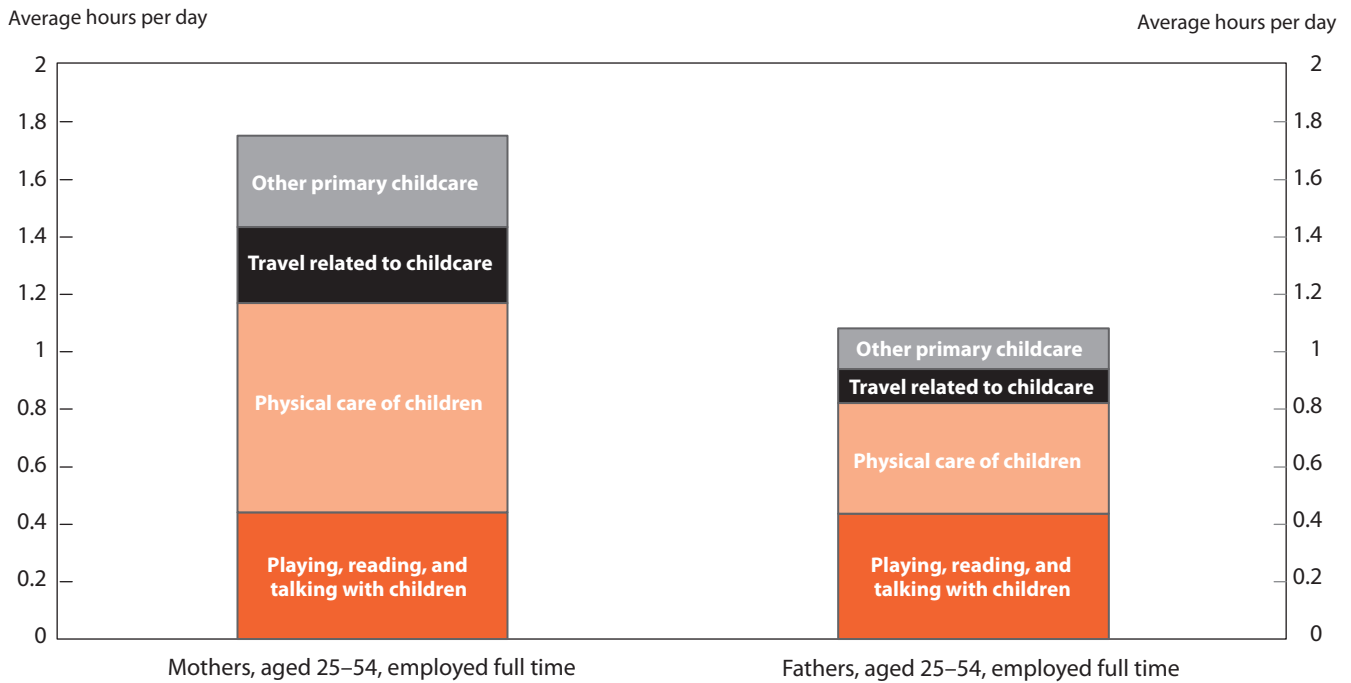 Average hours per day
Average hours per day
2
1.8
1.6
1.4
1.2
1
0.8
0.6
0.4
0.2
0
Other primary childcare
Travel related to childcare
Physical care of children
Playing, reading, and
talking with children
Other primary childcare
Travel related to childcare
Physical care of children
Playing, reading, and
talking with children
2
1.8
1.6
1.4
1.2
1
0.8
0.6
0.4
0.2
0
Mothers, aged 25–54, employed full time
Fathers, aged 25–54, employed full time